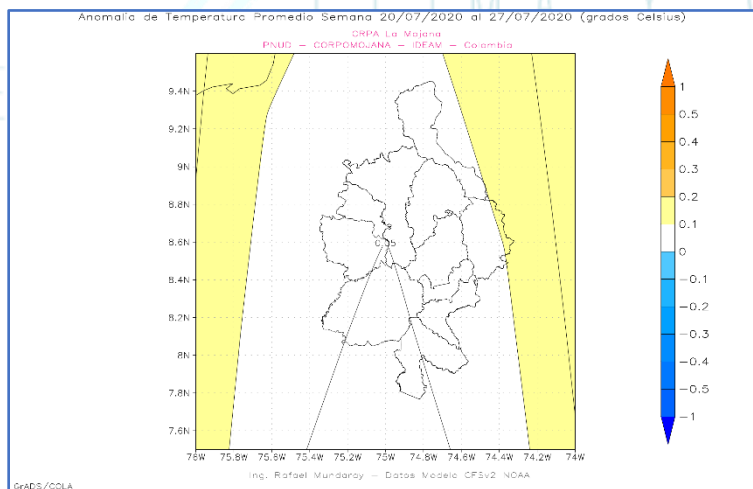 Anomalia de Temperatura Promedio Semana 20/07/2020 al 27/07/2020 (grados Celsius)
CRPA La Mojana
PNUD – CORPOMOJANA – IDEAM – Colombia
9.4N
9.2N
9N
8.8N
8.6N
8.4N
8.2N
8N
7.8N
7.6N
0.05
76W 75.8W 75.6W 75.4W 75.2W 75W 74.8W 74.6W 74.4W 74.2W 74W
1
0.5
0.4
0.3
0.2
0.1
0
−0.1
−0.2
−0.3
−0.4
−0.5
−1
Ing. Rafael Mundaray – Datos Modelo CFSv2 NOAA
GrADS/COLA